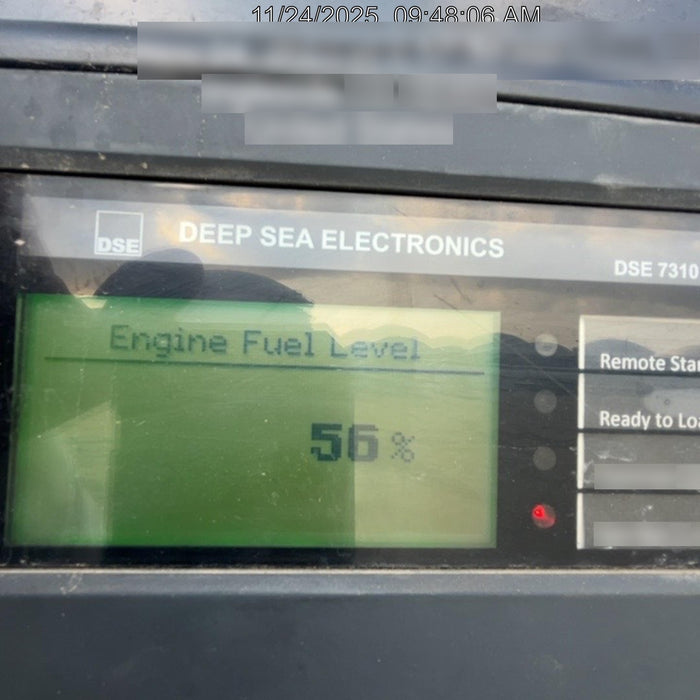 11/24/2025 09:48:06 AM
DSE
DEEP SEA ELECTRONICS
DSE 7310
Engine Fuel Level
56 %
Remote Star
Ready to Loa